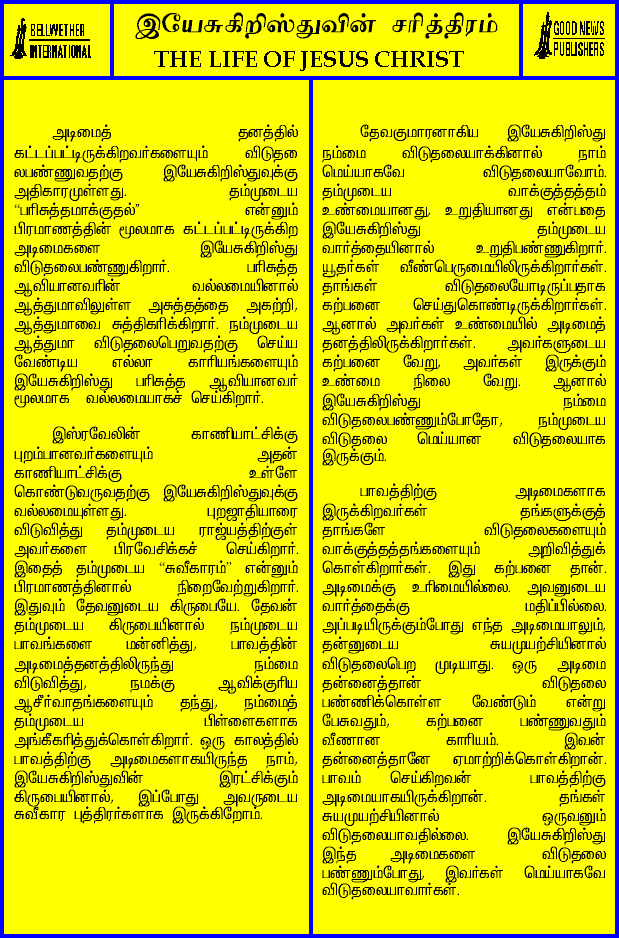 BELLWETHER
INTERNATIONAL
இயேசுகிறிஸ்துவின் சரித்திரம்
THE LIFE OF JESUS CHRIST
GOOD NEWS
PUBLISHERS
அடிமைத் தனத்தில்
கட்டப்பட்டிருக்கிறவர்களையும் விடுதலை
லபண்ணுவதற்கு இயேசுகிறிஸ்துவுக்கு
அதிகாரமுள்ளது. தம்முடைய
“பரிசுத்தமாக்குதல்” என்னும்
பிரமாணத்தின் மூலமாக கட்டப்பட்டிருக்கிற
அடிமைகளை இயேசுகிறிஸ்து
விடுதலைபண்ணுகிறார். பரிசுத்த
ஆவியானவரின் வல்லமையினால்
ஆத்துமாவிலுள்ள அசுத்தத்தை அகற்றி,
ஆத்துமாவை சுத்திகரிக்கிறார். நம்முடைய
ஆத்துமா விடுதலைபெறுவதற்கு செய்ய
வேண்டிய எல்லா காரியங்களையும்
இயேசுகிறிஸ்து பரிசுத்த ஆவியானவர்
மூலமாக வல்லமையாகச் செய்கிறார்.
இஸ்ரவேலின் காணியாட்சிக்கு
புறம்பானவர்களையும் அதன்
காணியாட்சிக்கு உள்ளே
கொண்டுவருவதற்கு இயேசுகிறிஸ்துவுக்கு
வல்லமையுள்ளது. புறஜாதியாரை
விடுவித்து தம்முடைய ராஜ்யத்திற்குள்
அவர்களை பிரவேசிக்கச் செய்கிறார்.
இதைத் தம்முடைய “சுவீகாரம்” என்னும்
பிரமாணத்தினால் நிறைவேற்றுகிறார்.
இதுவும் தேவனுடைய கிருபையே. தேவன்
தம்முடைய கிருபையினால் நம்முடைய
பாவங்களை மன்னித்து, பாவத்தின்
அடிமைத்தனத்திலிருந்து நம்மை
விடுவித்து, நமக்கு ஆவிக்குரிய
ஆசீர்வாதங்களையும் தந்து, நம்மைத்
தம்முடைய பிள்ளைகளாக
அங்கீகரித்துக்கொள்கிறார். ஒரு காலத்தில்
பாவத்திற்கு அடிமைகளாகயிருந்த நாம்,
இயேசுகிறிஸ்துவின் இரட்சிக்கும்
கிருபையினால், இப்போது அவருடைய
சுவீகார புத்திரர்களாக இருக்கிறோம்.
தேவகுமாரனாகிய இயேசுகிறிஸ்து
நம்மை விடுதலையாக்கினால் நாம்
மெய்யாகவே விடுதலையாவோம்.
தம்முடைய வாக்குத்தத்தம்
உண்மையானது, உறுதியானது என்பதை
இயேசுகிறிஸ்து தம்முடைய
வார்த்தையினால் உறுதிபண்ணுகிறார்.
யூதர்கள் வீண்பெருமையிலிருக்கிறார்கள்.
தாங்கள் விடுதலையோடிருப்பதாக
கற்பனை செய்துகொண்டிருக்கிறார்கள்.
ஆனால் அவர்கள் உண்மையில் அடிமைத்
தனத்திலிருக்கிறார்கள். அவர்களுடைய
கற்பனை வேறு, அவர்கள் இருக்கும்
உண்மை நிலை வேறு. ஆனால்
இயேசுகிறிஸ்து நம்மை
விடுதலைபண்ணும்போதோ, நம்முடைய
விடுதலை மெய்யான விடுதலையாக
இருக்கும்.
பாவத்திற்கு அடிமைகளாக
இருக்கிறவர்கள் தங்களுக்குத்
தாங்களே விடுதலைகளையும்
வாக்குத்தத்தங்களையும் அறிவித்துக்
கொள்கிறார்கள். இது கற்பனை தான்.
அடிமைக்கு உரிமையில்லை. அவனுடைய
வார்த்தைக்கு மதிப்பில்லை.
அப்படியிருக்கும்போது எந்த அடிமையாலும்,
தன்னுடைய சுயமுயற்சியினால்
விடுதலைபெற முடியாது. ஒரு அடிமை
தன்னைத்தான் விடுதலை
பண்ணிக்கொள்ள வேண்டும் என்று
பேசுவதும், கற்பனை பண்ணுவதும்
வீணான காரியம். இவன்
தன்னைத்தானே ஏமாற்றிக்கொள்கிறான்.
பாவம் செய்கிறவன் பாவத்திற்கு
அடிமையாகயிருக்கிறான். தங்கள்
சுயமுயற்சியினால் ஒருவனும்
விடுதலையாவதில்லை. இயேசுகிறிஸ்து
இந்த அடிமைகளை விடுதலை
பண்ணும்போது, இவர்கள் மெய்யாகவே
விடுதலையாவார்கள்.